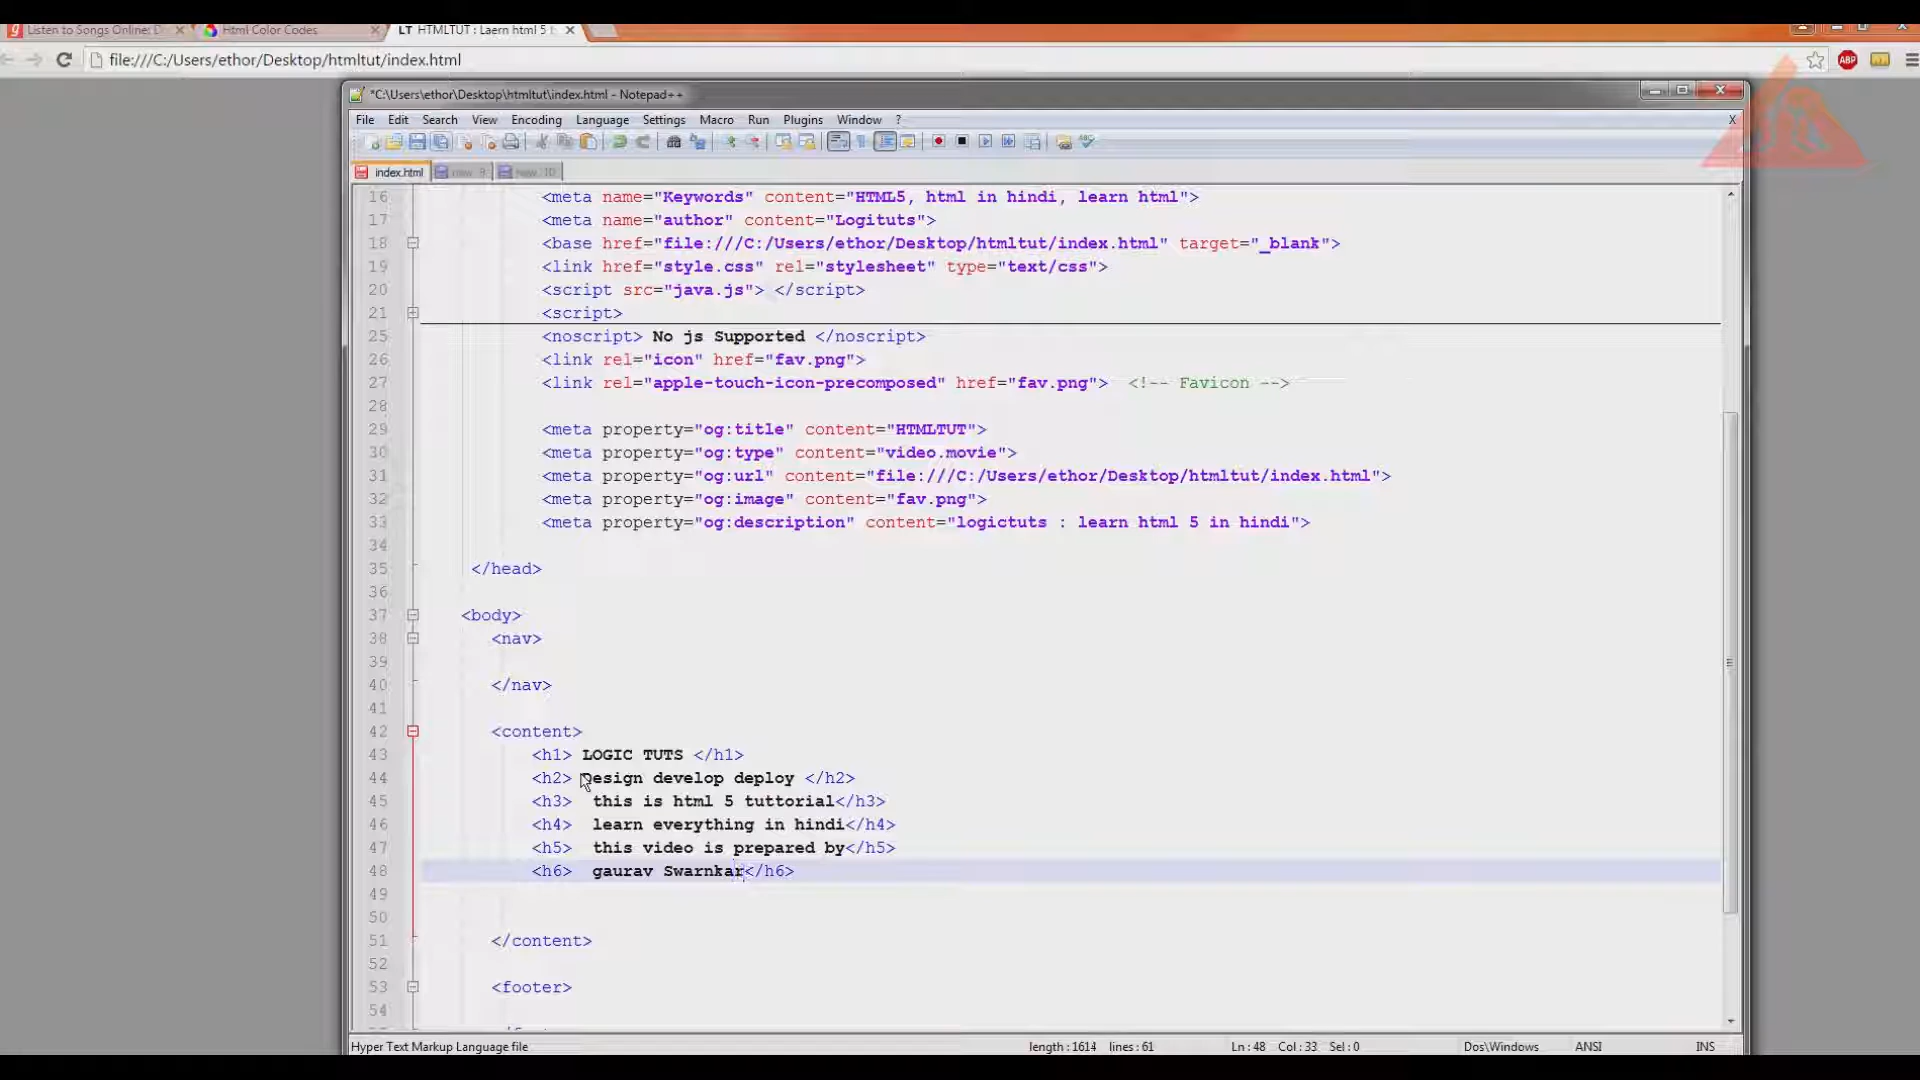 Listen to Songs Online: D
Html Color Codes
LT HTMLTUT : Laern html 5 i
file:///C:/Users/ethor/Desktop/htmltut/index.html
ABP
*C:\Users\ethor\Desktop\htmltut\index.html - Notepad++
File Edit Search View Encoding Language Settings Macro Run Plugins Window ? X
index.html new 9 new 10
16 <meta name="Keywords" content="HTML5, html in hindi, learn html">
17 <meta name="author" content="Logituts">
18 <base href="file:///C:/Users/ethor/Desktop/htmltut/index.html" target="_blank">
19 <link href="style.css" rel="stylesheet" type="text/css">
20 <script src="java.js"> </script>
21 <script>
25 <noscript> No js Supported </noscript>
26 <link rel="icon" href="fav.png">
27 <link rel="apple-touch-icon-precomposed" href="fav.png"> <!-- Favicon -->
28
29 <meta property="og:title" content="HTMLTUT">
30 <meta property="og:type" content="video.movie">
31 <meta property="og:url" content="file:///C:/Users/ethor/Desktop/htmltut/index.html">
32 <meta property="og:image" content="fav.png">
33 <meta property="og:description" content="logictuts : learn html 5 in hindi">
34
35 </head>
36
37 <body>
38 <nav>
39
40 </nav>
41
42 <content>
43 <h1> LOGIC TUTS </h1>
44 <h2> Design develop deploy </h2>
45 <h3> this is html 5 tuttorial</h3>
46 <h4> learn everything in hindi</h4>
47 <h5> this video is prepared by</h5>
48 <h6> gaurav Swarnkar</h6>
49
50
51 </content>
52
53 <footer>
54
Hyper Text Markup Language file length : 1614 lines : 61 Ln : 48 Col : 33 Sel : 0 Dos\Windows ANSI INS